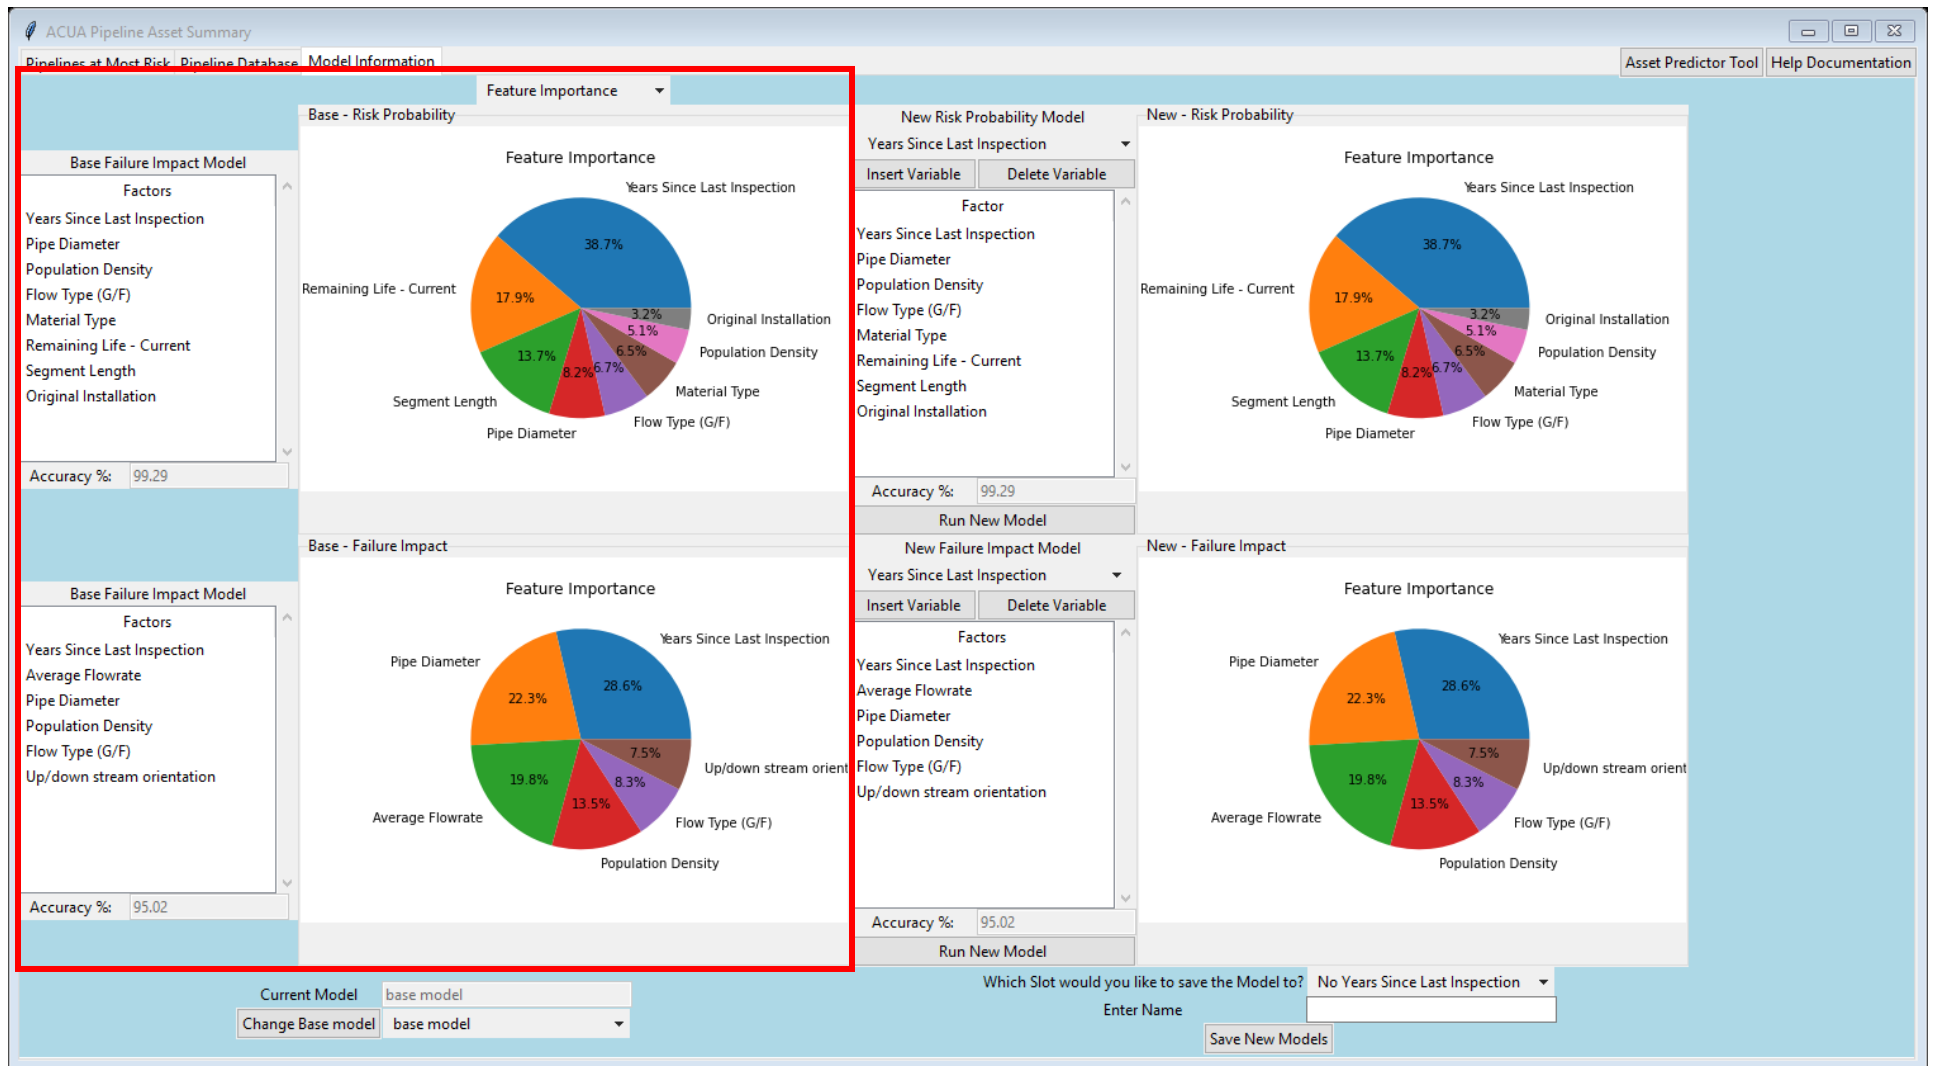 ACUA Pipeline Asset Summary
Pipelines at Most Risk
Pipeline Database
Model Information
Asset Predictor Tool
Help Documentation
Feature Importance
Base Failure Impact Model
Factors
Years Since Last Inspection
Pipe Diameter
Population Density
Flow Type (G/F)
Material Type
Remaining Life - Current
Segment Length
Original Installation
Accuracy %:
99.29
Base - Risk Probability
Feature Importance
Years Since Last Inspection
38.7%
Remaining Life - Current
17.9%
3.2%
Original Installation
5.1%
Population Density
13.7%
6.5%
8.2%
6.7%
Material Type
Segment Length
Flow Type (G/F)
Pipe Diameter
New Risk Probability Model
Years Since Last Inspection
Insert Variable
Delete Variable
Factor
Years Since Last Inspection
Pipe Diameter
Population Density
Flow Type (G/F)
Material Type
Remaining Life - Current
Segment Length
Original Installation
Accuracy %:
99.29
Run New Model
New - Risk Probability
Feature Importance
Years Since Last Inspection
38.7%
Remaining Life - Current
17.9%
3.2%
Original Installation
5.1%
Population Density
13.7%
6.5%
8.2%
6.7%
Material Type
Segment Length
Flow Type (G/F)
Pipe Diameter
Base Failure Impact Model
Factors
Years Since Last Inspection
Average Flowrate
Pipe Diameter
Population Density
Flow Type (G/F)
Up/down stream orientation
Accuracy %:
95.02
Base - Failure Impact
Feature Importance
Years Since Last Inspection
Pipe Diameter
28.6%
22.3%
7.5%
Up/down stream orient
19.8%
8.3%
13.5%
Average Flowrate
Flow Type (G/F)
Population Density
New Failure Impact Model
Years Since Last Inspection
Insert Variable
Delete Variable
Factors
Years Since Last Inspection
Average Flowrate
Pipe Diameter
Population Density
Flow Type (G/F)
Up/down stream orientation
Accuracy %:
95.02
Run New Model
New - Failure Impact
Feature Importance
Years Since Last Inspection
Pipe Diameter
28.6%
22.3%
7.5%
Up/down stream orient
19.8%
8.3%
13.5%
Average Flowrate
Flow Type (G/F)
Population Density
Current Model
base model
Change Base model
base model
Which Slot would you like to save the Model to?
No Years Since Last Inspection
Enter Name
Save New Models